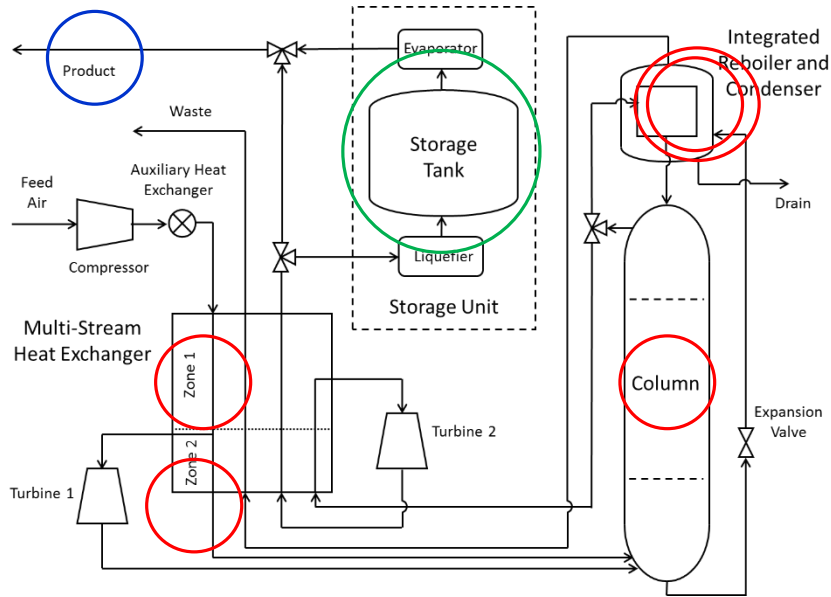 Evaporator
Product
Integrated
Reboiler and
Condenser
Waste
Storage
Tank
Auxiliary Heat
Exchanger
Feed
Air
Drain
Compressor
Liquefier
Storage Unit
Multi-Stream
Heat Exchanger
Zone 1
Column
Expansion
Valve
Turbine 2
Zone 2
Turbine 1